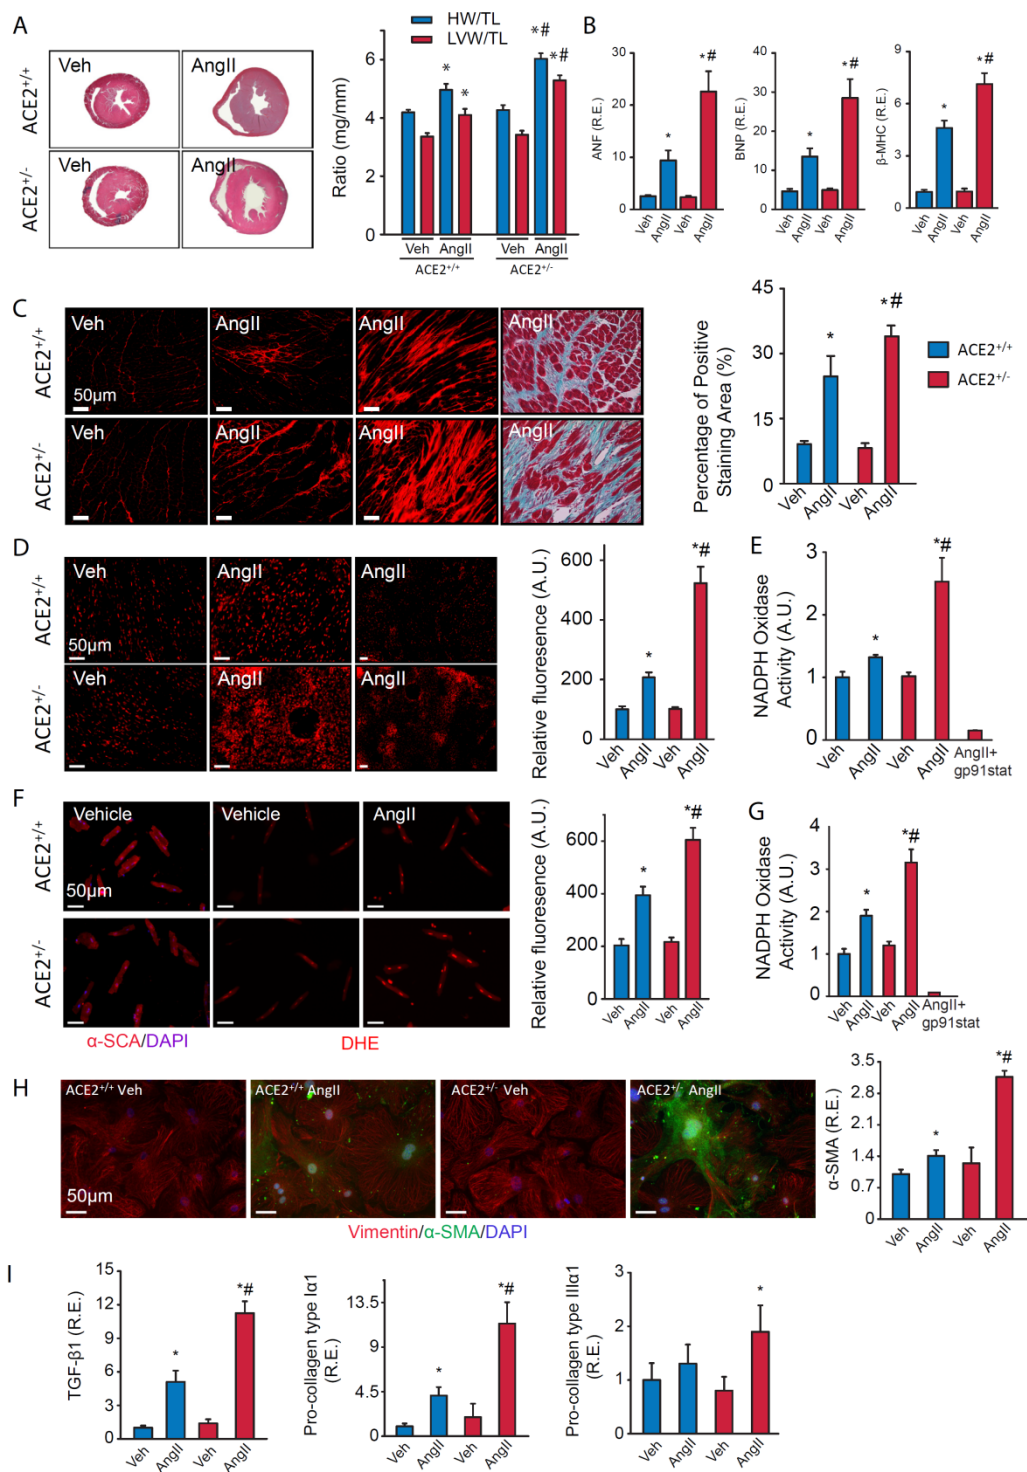 A
Veh
AngII
Veh
AngII
ACE2+/+
ACE2+/-
HW/TL
LVW/TL
Ratio (mg/mm)
6
4
2
0
*
*
*#
*#
Veh AngII Veh AngII
ACE2+/+ ACE2+/-
B
ANF (R.E.)
30
20
10
0
*
*#
Veh AngII Veh AngII
BNP (R.E.)
40
30
20
10
0
*
*#
Veh AngII Veh AngII
β-MHC (R.E.)
9
6
3
0
*
*#
Veh AngII Veh AngII
C
ACE2+/+
ACE2+/-
Veh AngII AngII AngII
50μm
Veh AngII AngII AngII
Percentage of Positive
Staining Area (%)
45
30
15
0
*
*#
Veh AngII Veh AngII
ACE2+/+
ACE2+/-
D
ACE2+/+
ACE2+/-
Veh AngII AngII
50μm
Veh AngII AngII
Relative fluoresence (A.U.)
600
400
200
0
*
*#
Veh AngII Veh AngII
E
NADPH Oxidase
Activity (A.U.)
3
2
1
0
*
*#
Veh AngII Veh AngII
AngII+
gp91stat
F
ACE2+/+
ACE2+/-
Vehicle Vehicle AngII
50μm
α-SCA/DAPI DHE
Relative fluoresence (A.U.)
600
400
200
0
*
*#
Veh AngII Veh AngII
G
NADPH Oxidase
Activity (A.U.)
4
3
2
1
0
*
*#
Veh AngII Veh AngII
AngII+
gp91stat
H
ACE2+/+ Veh ACE2+/+ AngII ACE2+/- Veh ACE2+/- AngII
50μm
Vimentin/α-SMA/DAPI
α-SMA (R.E.)
3.5
2.8
2.1
1.4
0.7
0
*
*#
Veh AngII Veh AngII
I
TGF-β1 (R.E.)
15
12
9
6
3
0
*
*#
Veh AngII Veh AngII
Pro-collagen type Iα1
(R.E.)
13.5
9
4.5
0
*
*#
Veh AngII Veh AngII
Pro-collagen type IIIα1
(R.E.)
3
2
1
0
*
Veh AngII Veh AngII